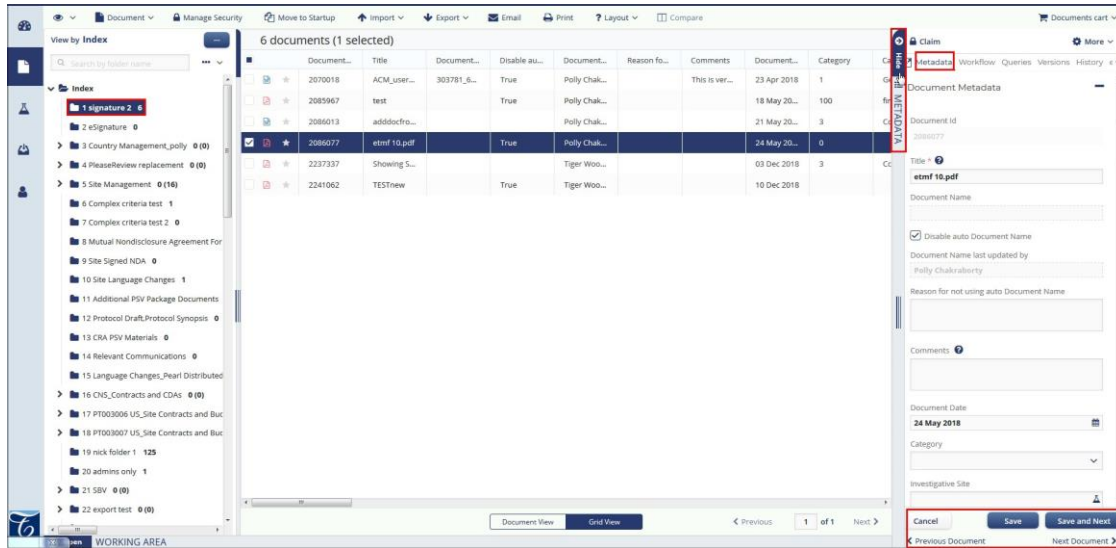 Document
Manage Security
Move to Startup
Import
Export
Email
Print
? Layout
Compare
Documents cart
View by Index
Search by folder name
Index
1 signature 2 6
2 eSignature 0
3 Country Management_polly 0 (0)
4 PleaseReview replacement 0 (0)
5 Site Management 0 (16)
6 Complex criteria test 1
7 Complex criteria test 2 0
8 Mutual Nondisclosure Agreement For
9 Site Signed NDA 0
10 Site Language Changes 1
11 Additional PSV Package Documents
12 Protocol Draft,Protocol Synopsis 0
13 CRA PSV Materials 0
14 Relevant Communications 0
15 Language Changes_Pearl Distributed
16 CNS_Contracts and CDAs 0 (0)
17 PT003006 US_Site Contracts and Buc
18 PT003007 US_Site Contracts and Buc
19 nick folder 1 125
20 admins only 1
21 SBV 0 (0)
22 export test 0 (0)
WORKING AREA
6 documents (1 selected)
Document... Title Document... Disable au... Document... Reason fo... Comments Document... Category Ca
2070018 ACM_user... 303781_6... True Polly Chak... This is ver... 23 Apr 2018 1
2085967 test True Polly Chak... 18 May 20... 100
2086013 adddocfro... Polly Chak... 21 May 20... 3
2086077 etmf 10.pdf True Polly Chak... 24 May 20... 0
2237337 Showing S... Tiger Woo... 03 Dec 2018 3
2241062 TESTnew True Tiger Woo... 10 Dec 2018
Document View Grid View
Previous 1 of 1 Next
Hide
METADATA
Claim
More
Metadata Workflow Queries Versions History
Document Metadata
Document Id
2086077
Title *
etmf 10.pdf
Document Name
Disable auto Document Name
Document Name last updated by
Polly Chakraborty
Reason for not using auto Document Name
Comments
Document Date
24 May 2018
Category
Investigative Site
Cancel Save Save and Next
Previous Document Next Document